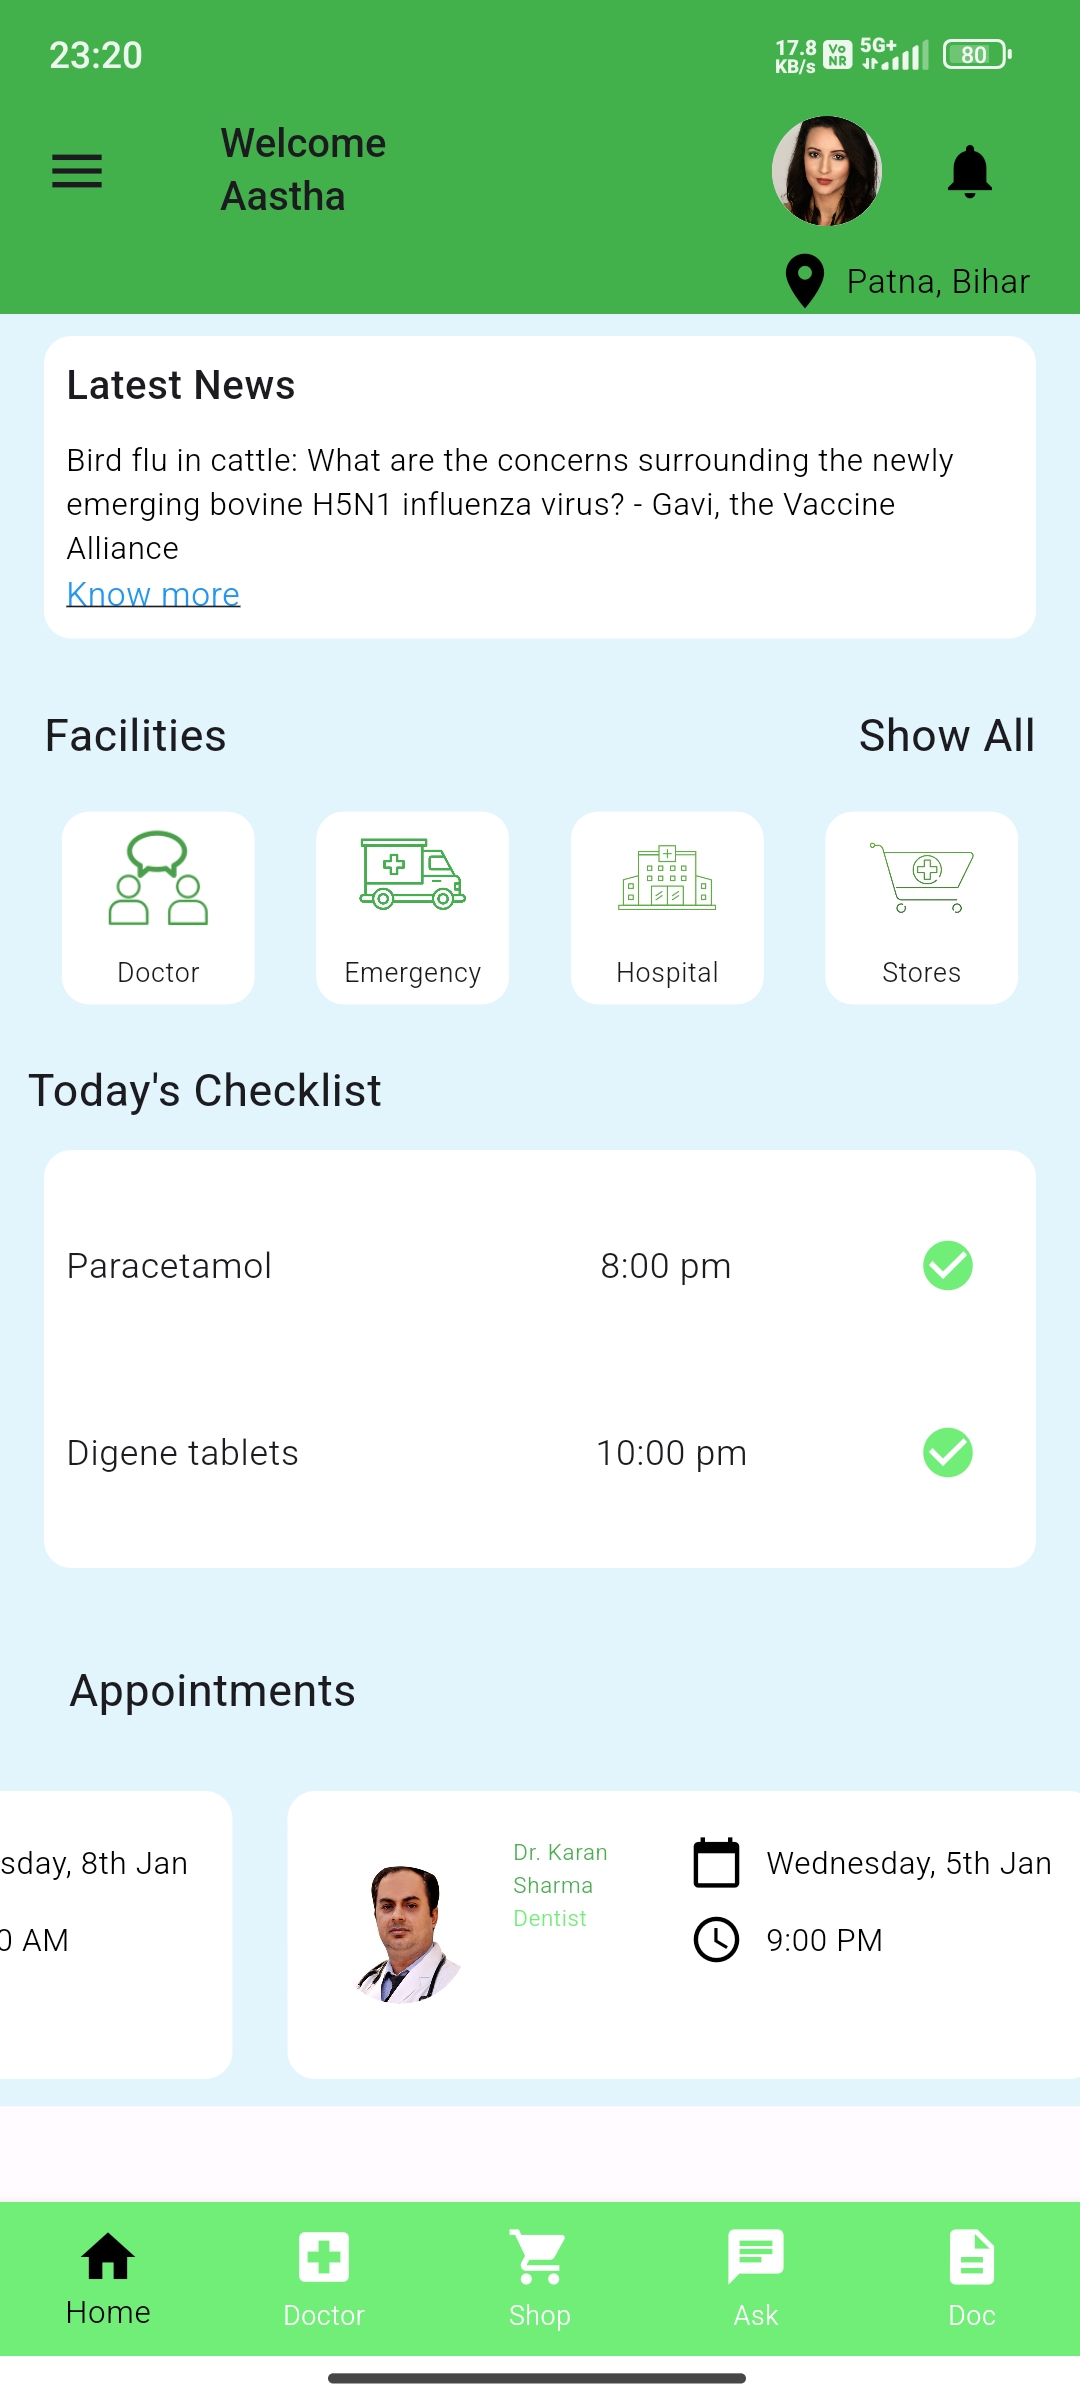 23:20
17.8
KB/s
Vo
NR
5G+
80
Welcome
Aastha
Patna, Bihar
Latest News
Bird flu in cattle: What are the concerns surrounding the newly
emerging bovine H5N1 influenza virus? - Gavi, the Vaccine
Alliance
Know more
Facilities
Show All
Doctor
Emergency
Hospital
Stores
Today's Checklist
Paracetamol
8:00 pm
Digene tablets
10:00 pm
Appointments
sday, 8th Jan
0 AM
Dr. Karan
Sharma
Dentist
Wednesday, 5th Jan
9:00 PM
Home
Doctor
Shop
Ask
Doc